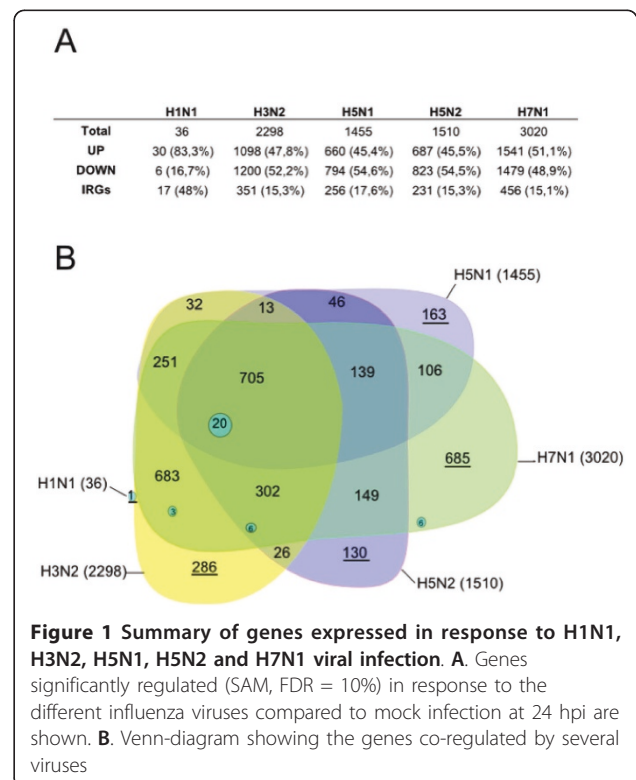 A
H1N1 H3N2 H5N1 H5N2 H7N1
Total 36 2298 1455 1510 3020
UP 30 (83,3%) 1098 (47,8%) 660 (45,4%) 687 (45,5%) 1541 (51,1%)
DOWN 6 (16,7%) 1200 (52,2%) 794 (54,6%) 823 (54,5%) 1479 (48,9%)
IRGs 17 (48%) 351 (15,3%) 256 (17,6%) 231 (15,3%) 456 (15,1%)
B
H5N1 (1455)
32 13 46 163
251 705 139 106
20
H7N1 (3020)
685
H1N1 (36)
1
683 302 149
3 6 6
H3N2 (2298)
286 26 130
H5N2 (1510)
Figure 1 Summary of genes expressed in response to H1N1,
H3N2, H5N1, H5N2 and H7N1 viral infection. A. Genes
significantly regulated (SAM, FDR = 10%) in response to the
different influenza viruses compared to mock infection at 24 hpi are
shown. B. Venn-diagram showing the genes co-regulated by several
viruses